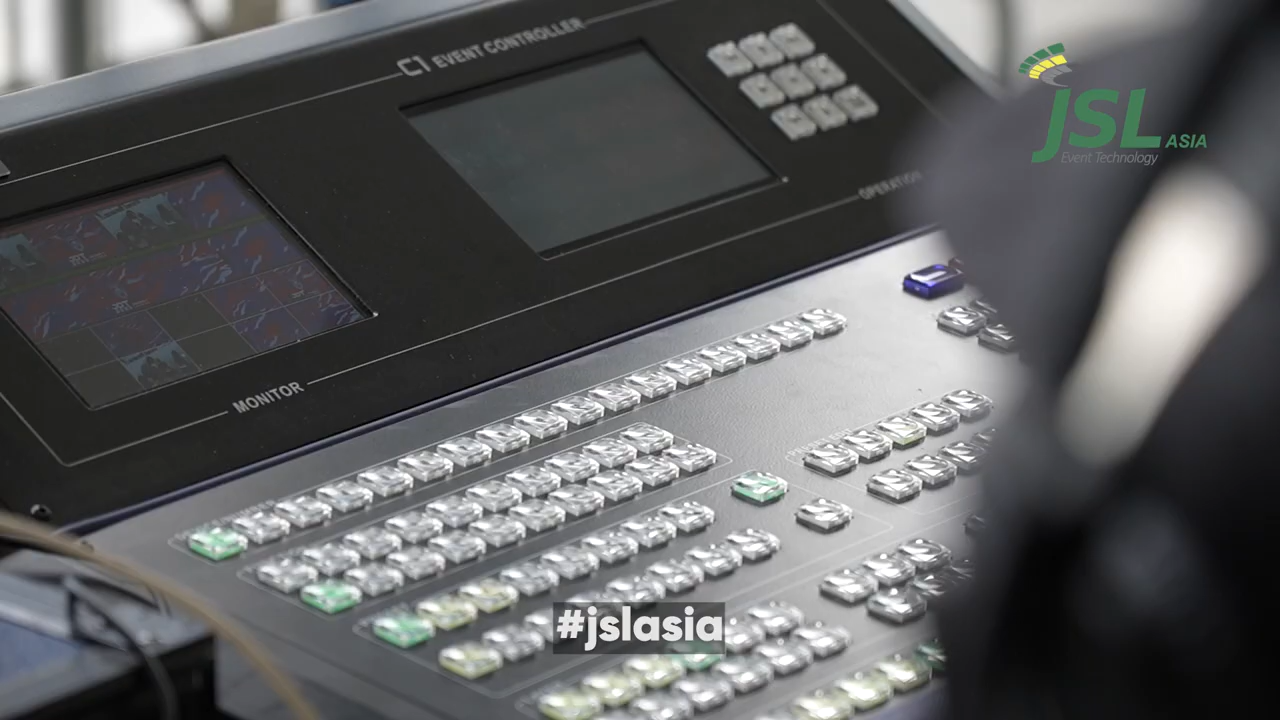 C1 EVENT CONTROLLER
JSL ASIA
Event Technology
OPERATION
MONITOR
#jslasia